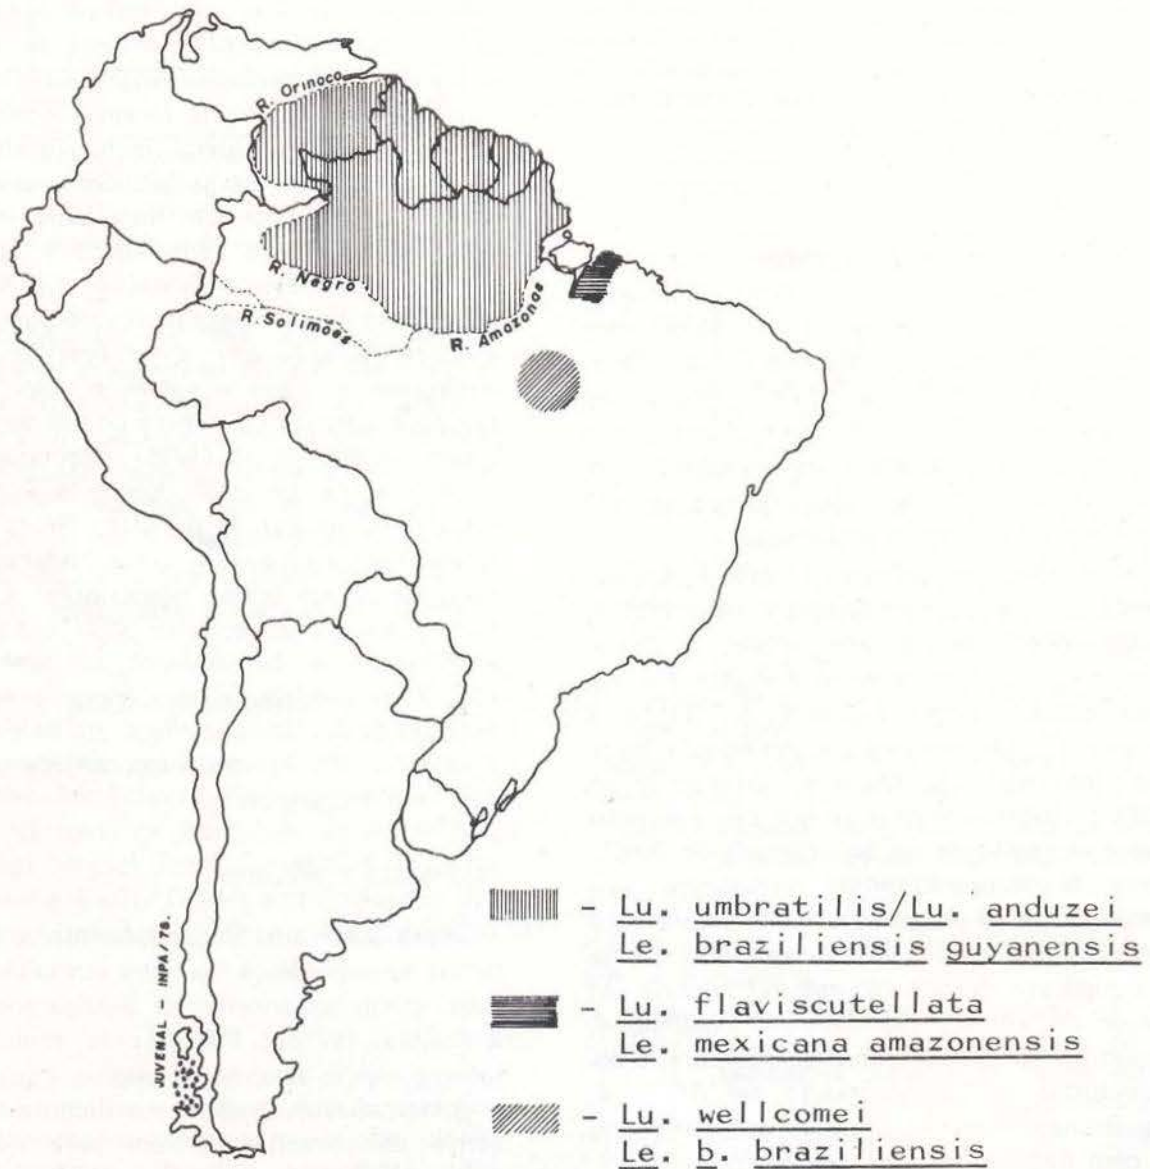 R. Orinoco
R. Negro
R. Solimões
R. Amazonas
JUVENAL - INPA/78.
- Lu. umbratilis/Lu. anduzei
Le. braziliensis guyanensis
- Lu. flaviscutellata
Le. mexicana amazonensis
- Lu. wellcomei
Le. b. braziliensis